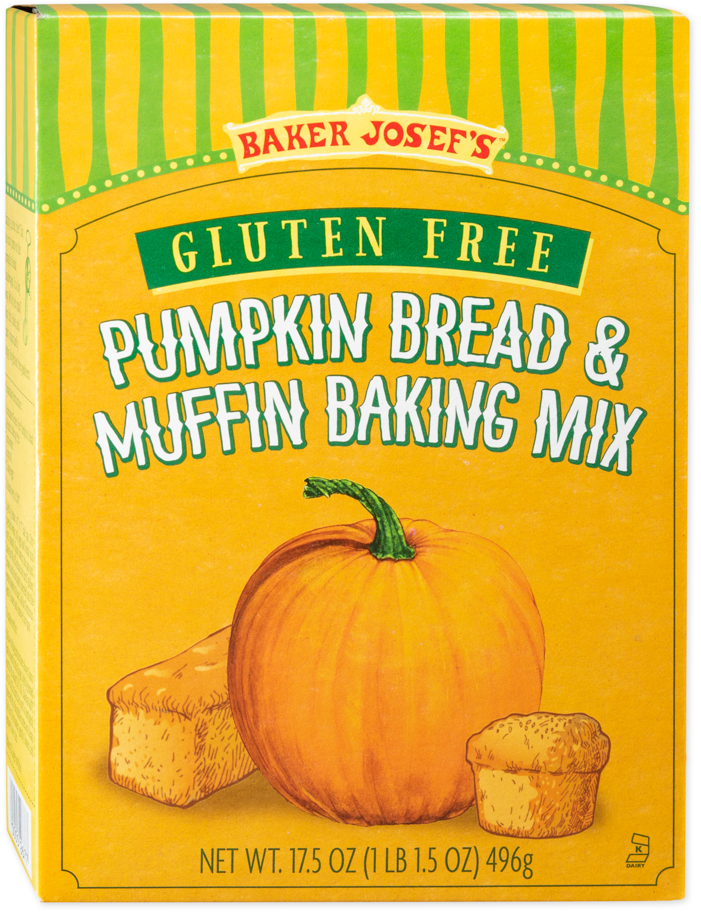 BAKER JOSEF'S™
GLUTEN FREE
PUMPKIN BREAD &
MUFFIN BAKING MIX
K
DAIRY
NET WT. 17.5 OZ (1 LB 1.5 OZ) 496g